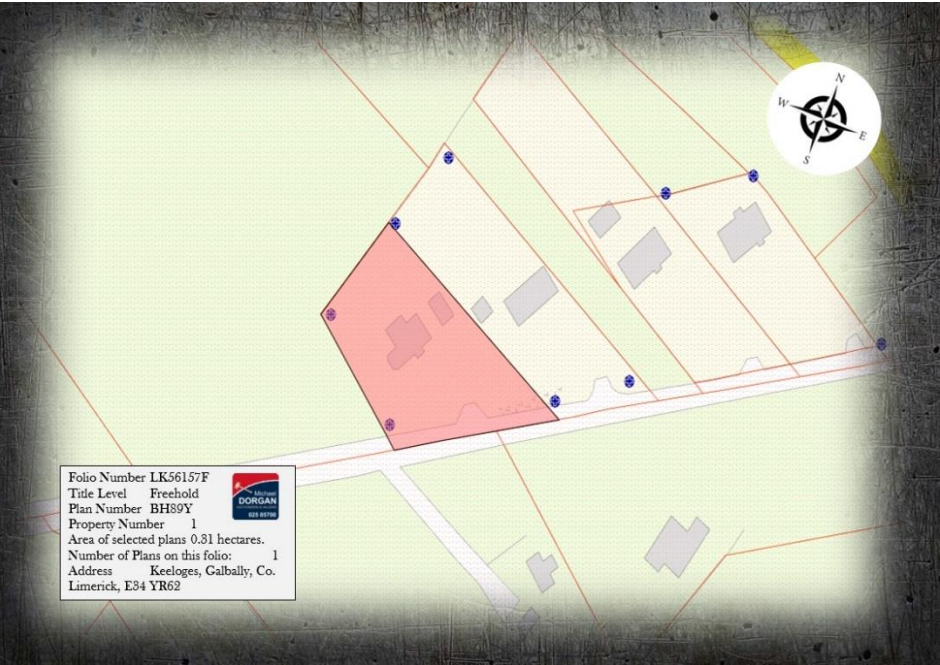 N
W
E
S
Folio Number LK56157F
Title Level Freehold
Plan Number BH89Y
Property Number 1
Area of selected plans 0.31 hectares.
Number of Plans on this folio: 1
Address Keeloges, Galbally, Co.
Limerick, E34 YR62
Michael
DORGAN